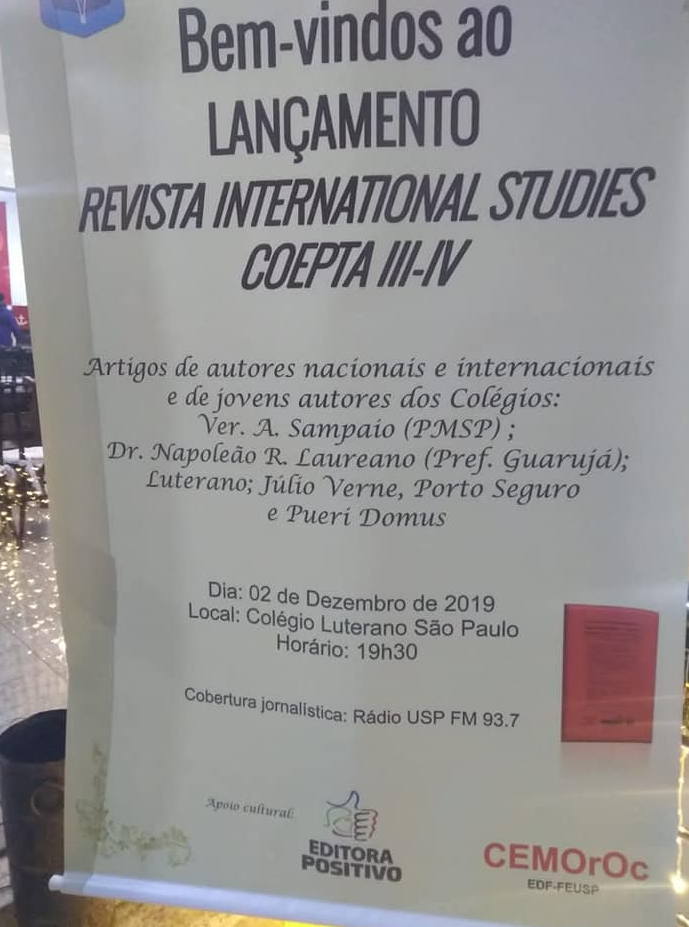 Bem-vindos ao
LANÇAMENTO
REVISTA INTERNATIONAL STUDIES
COEPTA III-IV
Artigos de autores nacionais e internacionais
e de jovens autores dos Colégios:
Ver. A. Sampaio (PMSP) ;
Dr. Napoleão R. Laureano (Pref. Guarujá);
Luterano; Júlio Verne, Porto Seguro
e Pueri Domus
Dia: 02 de Dezembro de 2019
Local: Colégio Luterano São Paulo
Horário: 19h30
Cobertura jornalística: Rádio USP FM 93.7
Apoio cultural:
EDITORA
POSITIVO
CEMOrOc
EDF-FEUSP